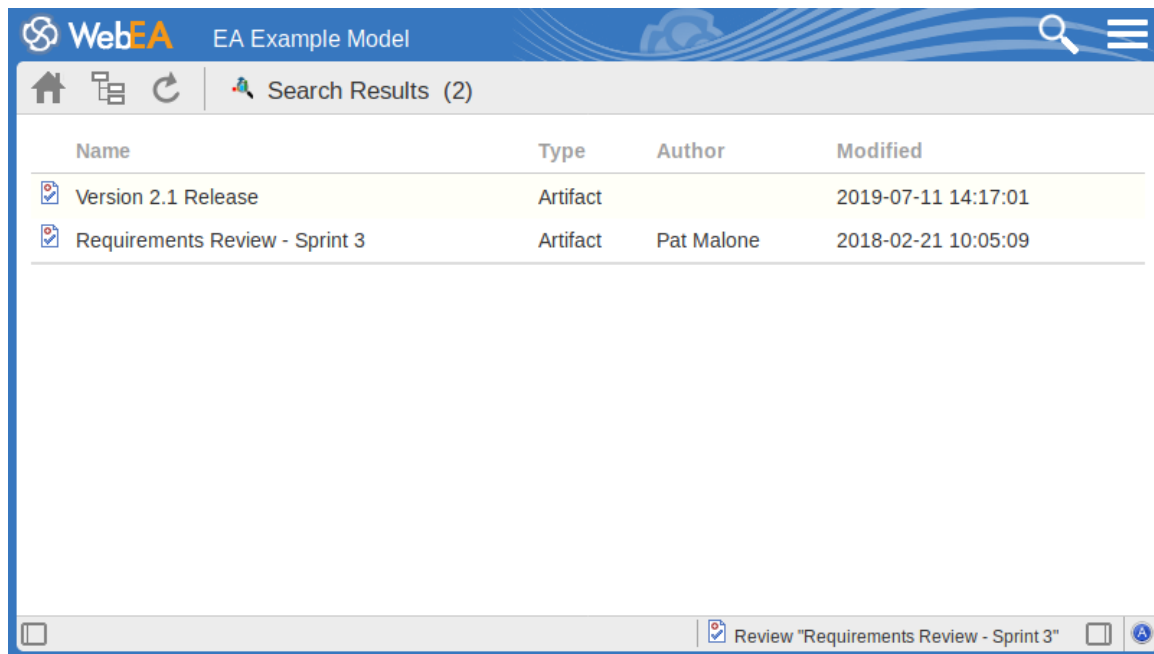 WebEA EA Example Model
Search Results (2)
Name Type Author Modified
Version 2.1 Release Artifact 2019-07-11 14:17:01
Requirements Review - Sprint 3 Artifact Pat Malone 2018-02-21 10:05:09
Review "Requirements Review - Sprint 3" A